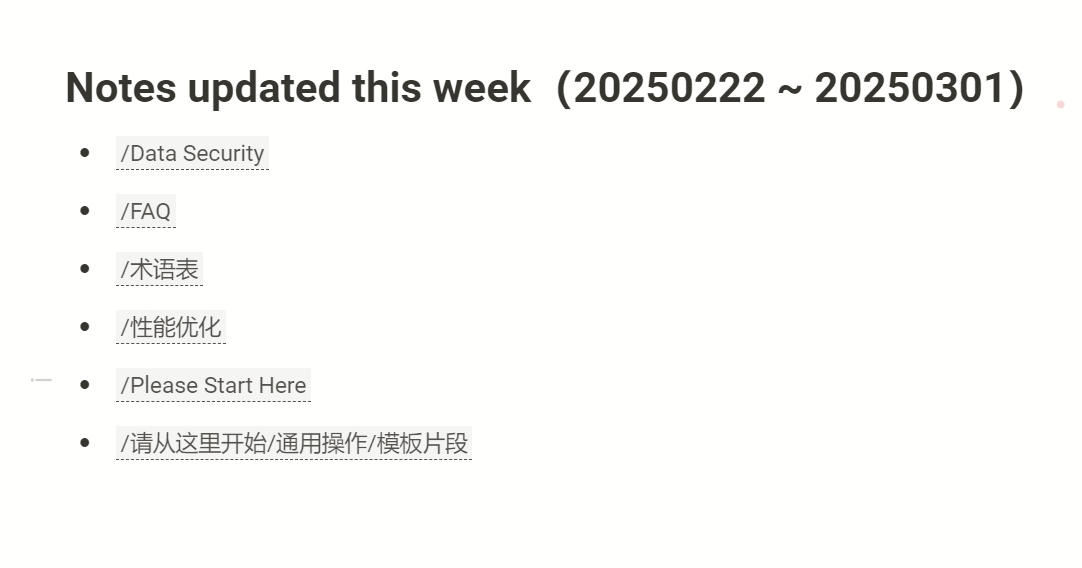 Notes updated this week（20250222 ~ 20250301）
/Data Security
/FAQ
/术语表
/性能优化
/Please Start Here
/请从这里开始/通用操作/模板片段